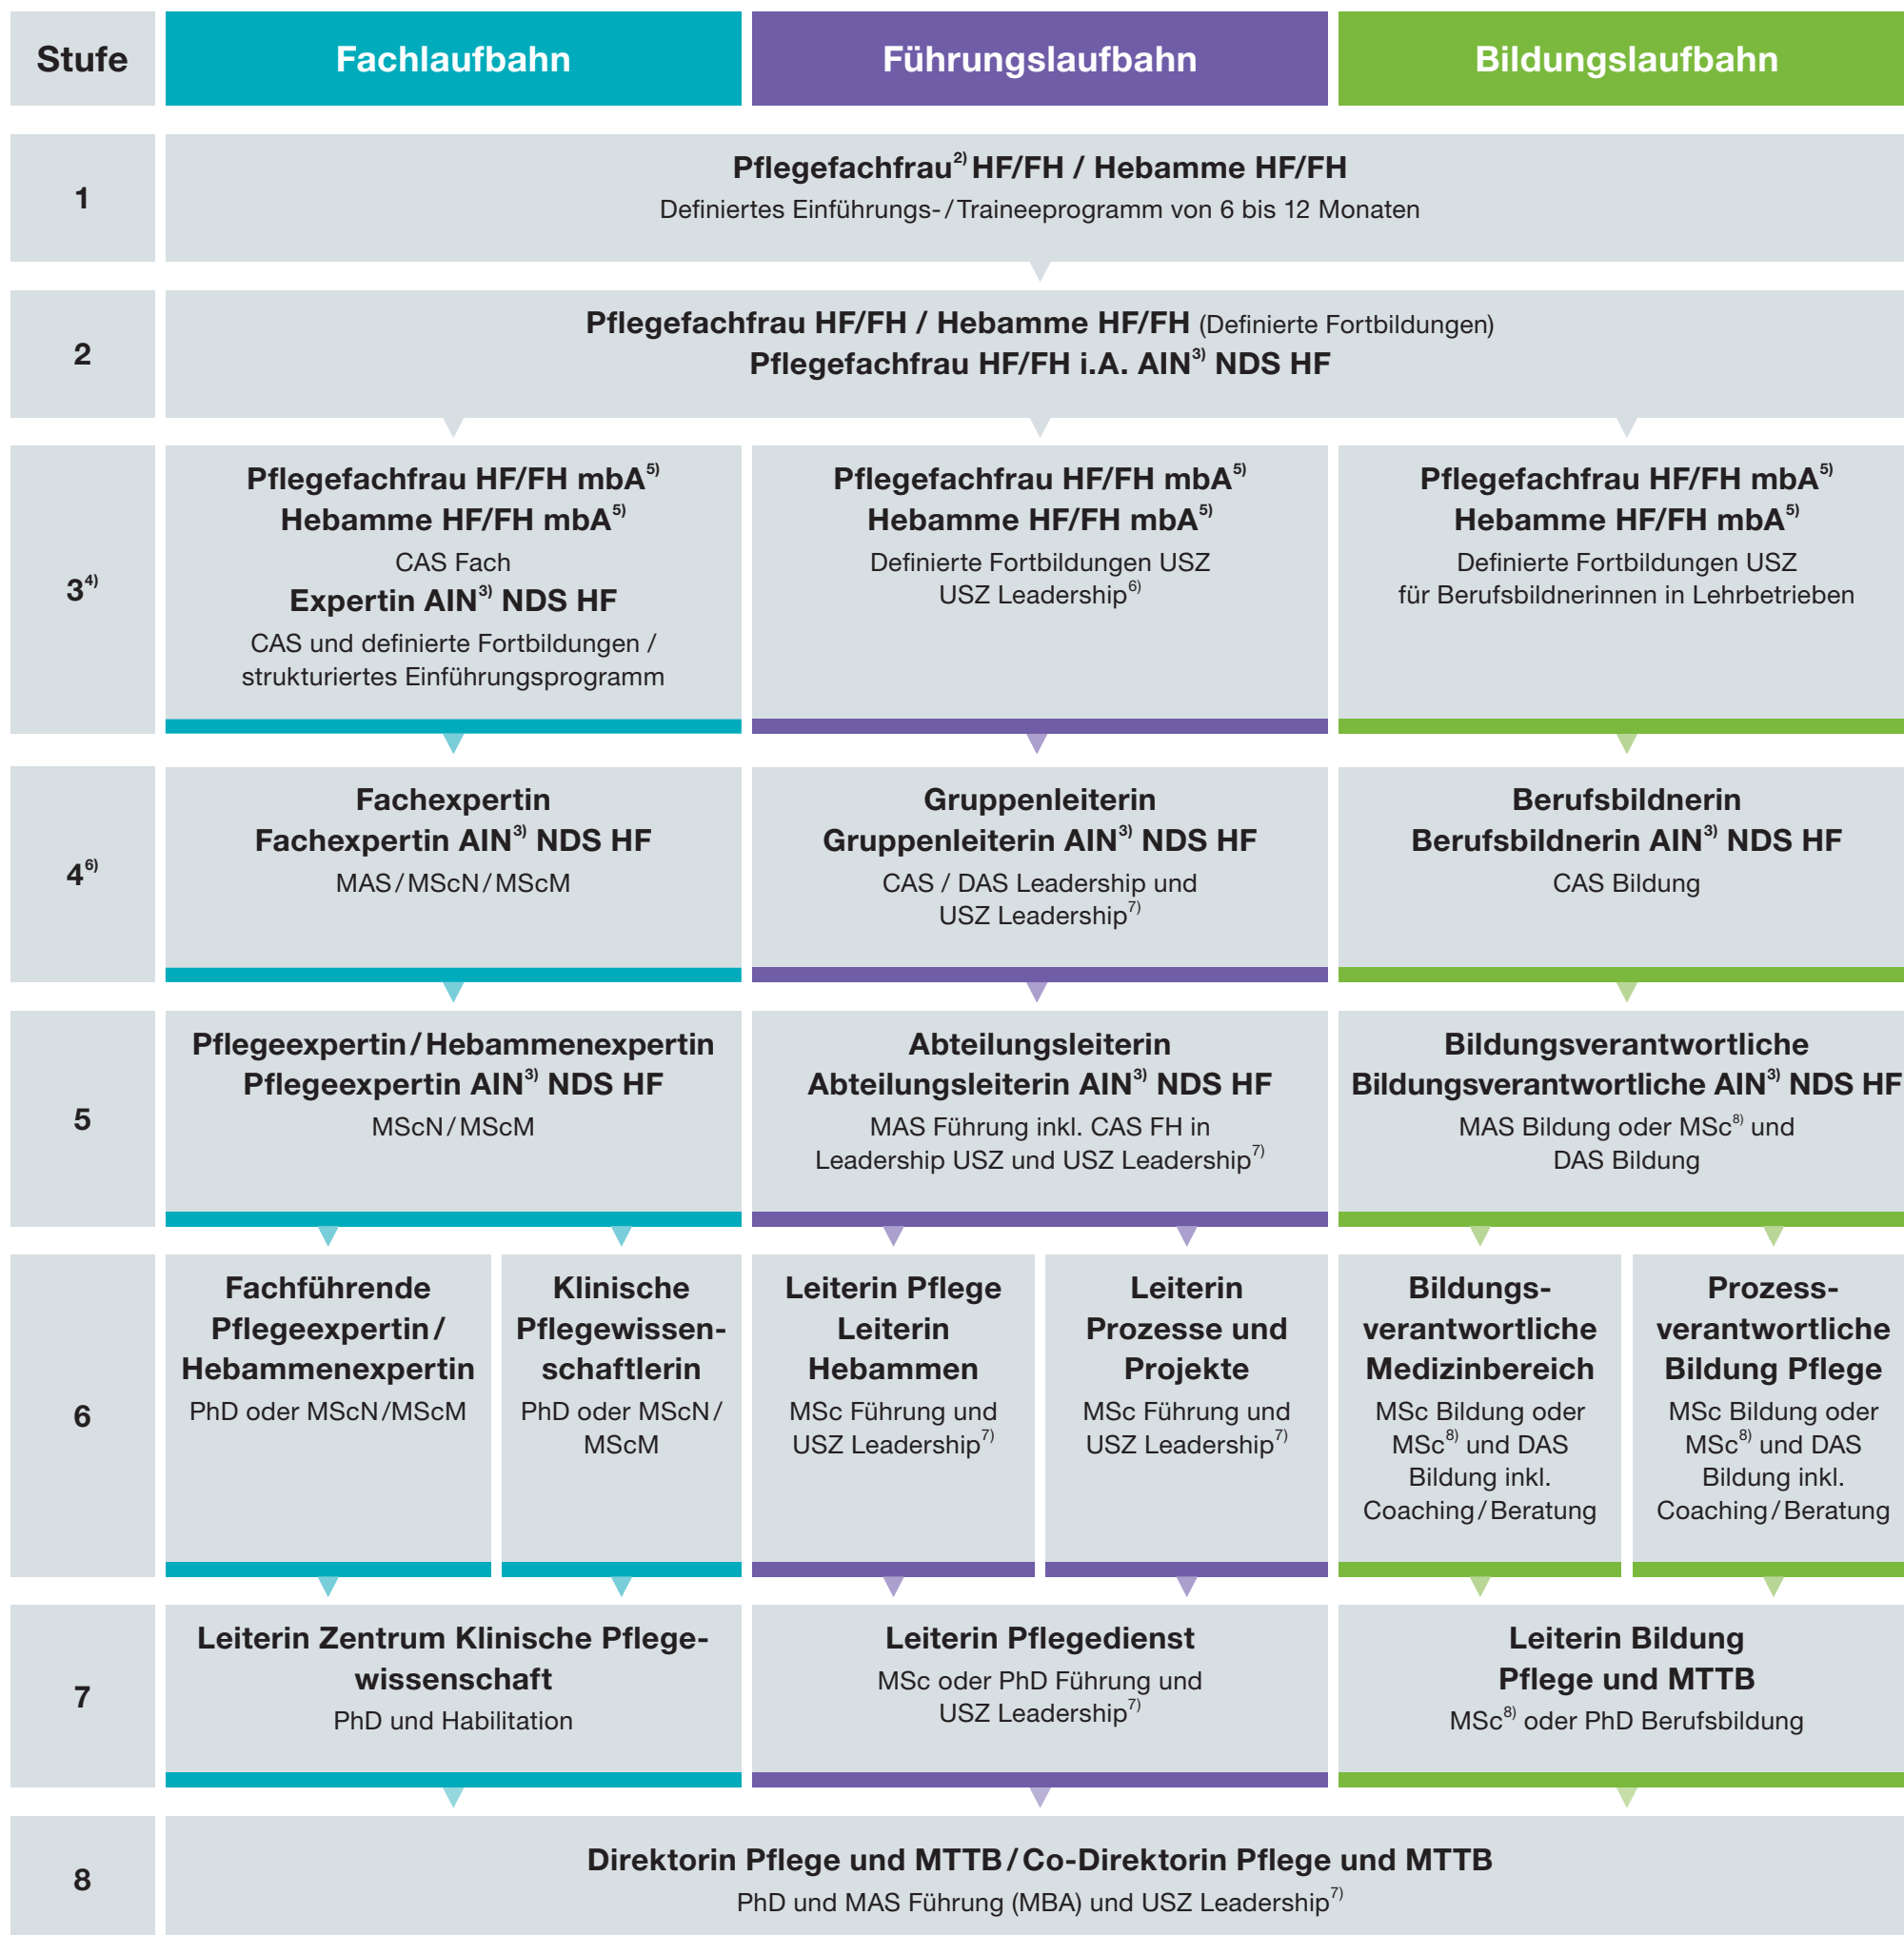 Stufe
Fachlaufbahn
Führungslaufbahn
Bildungslaufbahn
1
Pflegefachfrau2) HF/FH / Hebamme HF/FH
Definiertes Einführungs-/Traineeprogramm von 6 bis 12 Monaten
2
Pflegefachfrau HF/FH / Hebamme HF/FH (Definierte Fortbildungen)
Pflegefachfrau HF/FH i.A. AIN3) NDS HF
34)
Pflegefachfrau HF/FH mbA5)
Hebamme HF/FH mbA5)
CAS Fach
Expertin AIN3) NDS HF
CAS und definierte Fortbildungen /
strukturiertes Einführungsprogramm
Pflegefachfrau HF/FH mbA5)
Hebamme HF/FH mbA5)
Definierte Fortbildungen USZ
USZ Leadership6)
Pflegefachfrau HF/FH mbA5)
Hebamme HF/FH mbA5)
Definierte Fortbildungen USZ
für Berufsbildnerinnen in Lehrbetrieben
46)
Fachexpertin
Fachexpertin AIN3) NDS HF
MAS/MScN/MScM
Gruppenleiterin
Gruppenleiterin AIN3) NDS HF
CAS / DAS Leadership und
USZ Leadership7)
Berufsbildnerin
Berufsbildnerin AIN3) NDS HF
CAS Bildung
5
Pflegeexpertin/Hebammenexpertin
Pflegeexpertin AIN3) NDS HF
MScN/MScM
Abteilungsleiterin
Abteilungsleiterin AIN3) NDS HF
MAS Führung inkl. CAS FH in
Leadership USZ und USZ Leadership7)
Bildungsverantwortliche
Bildungsverantwortliche AIN3) NDS HF
MAS Bildung oder MSc8) und
DAS Bildung
6
Fachführende
Pflegeexpertin/
Hebammenexpertin
PhD oder MScN/MScM
Klinische
Pflegewissen-
schaftlerin
PhD oder MScN/
MScM
Leiterin Pflege
Leiterin
Hebammen
MSc Führung und
USZ Leadership7)
Leiterin
Prozesse und
Projekte
MSc Führung und
USZ Leadership7)
Bildungs-
verantwortliche
Medizinbereich
MSc Bildung oder
MSc8) und DAS
Bildung inkl.
Coaching/Beratung
Prozess-
verantwortliche
Bildung Pflege
MSc Bildung oder
MSc8) und DAS
Bildung inkl.
Coaching/Beratung
7
Leiterin Zentrum Klinische Pflege-
wissenschaft
PhD und Habilitation
Leiterin Pflegedienst
MSc oder PhD Führung und
USZ Leadership7)
Leiterin Bildung
Pflege und MTTB
MSc8) oder PhD Berufsbildung
8
Direktorin Pflege und MTTB/Co-Direktorin Pflege und MTTB
PhD und MAS Führung (MBA) und USZ Leadership7)